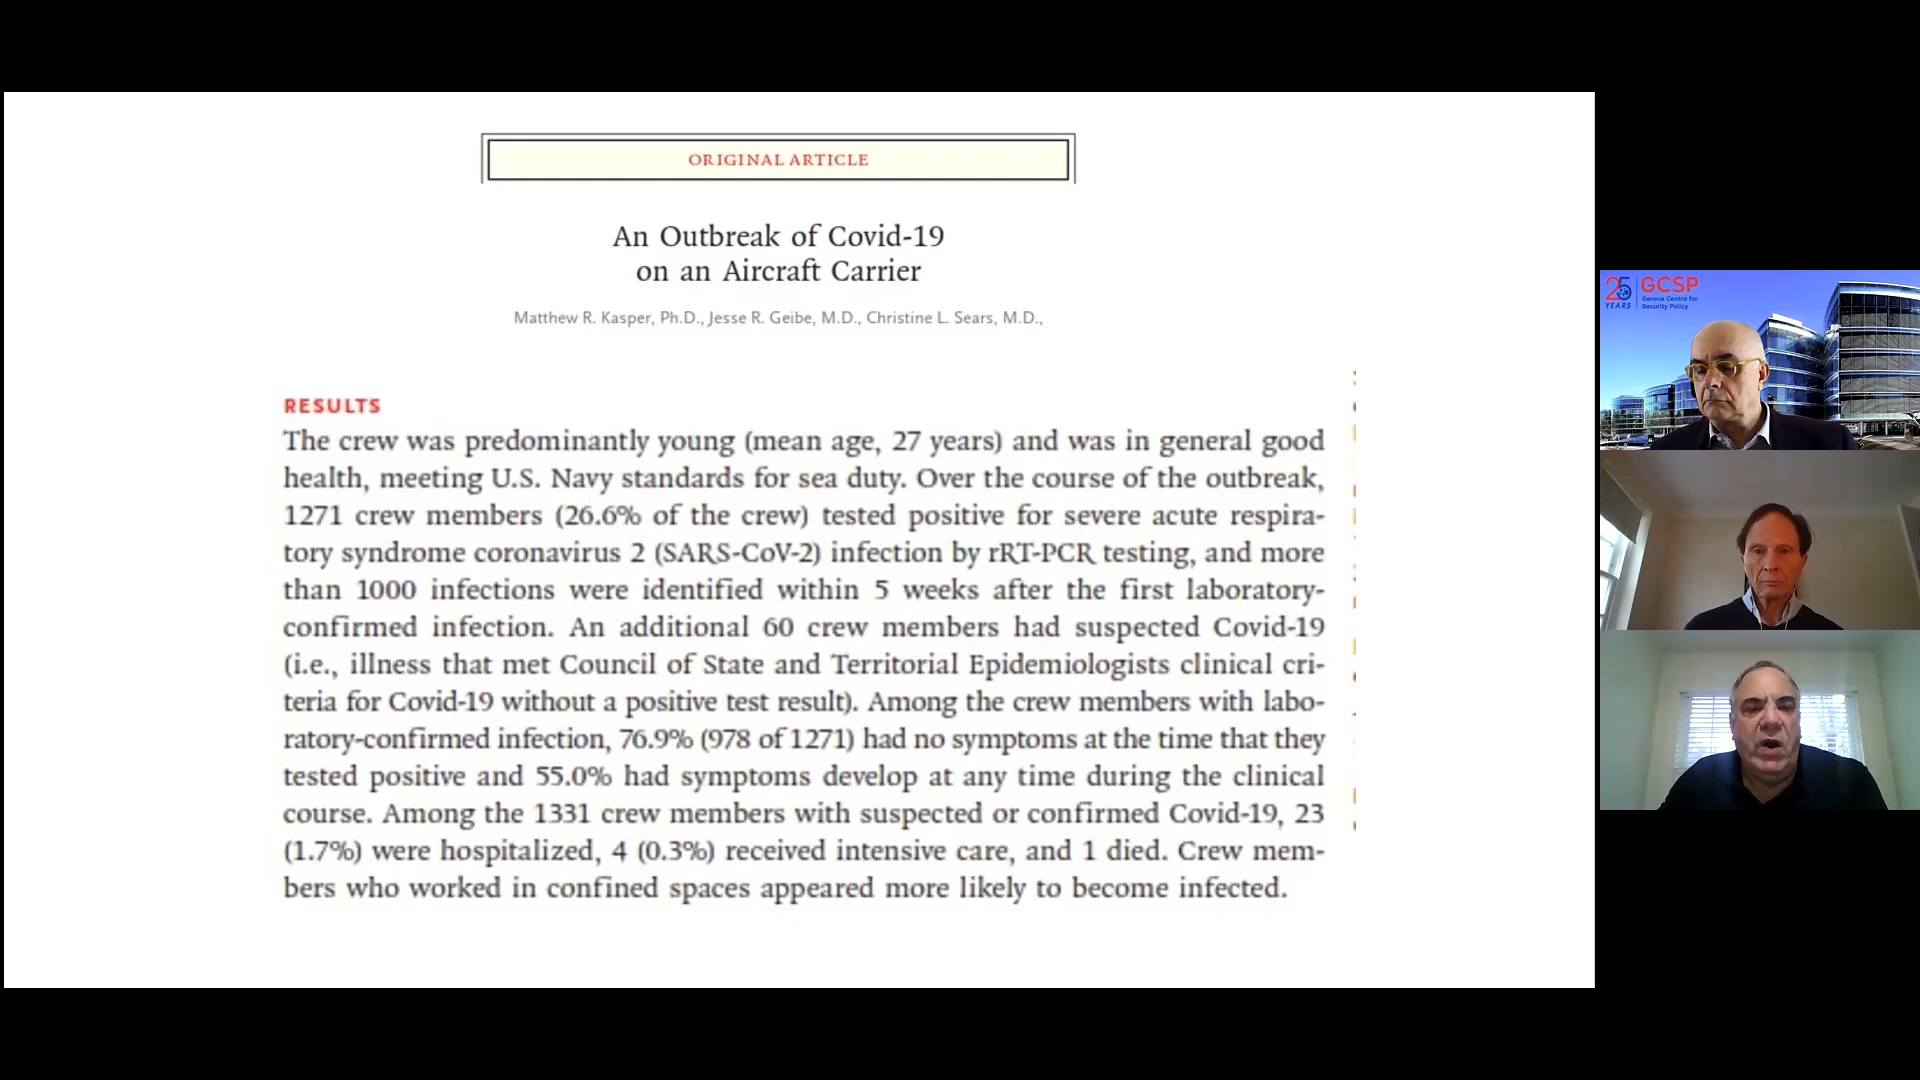 ORIGINAL ARTICLE
An Outbreak of Covid-19
on an Aircraft Carrier
Matthew R. Kasper, Ph.D., Jesse R. Geibe, M.D., Christine L. Sears, M.D.,
RESULTS
The crew was predominantly young (mean age, 27 years) and was in general good
health, meeting U.S. Navy standards for sea duty. Over the course of the outbreak,
1271 crew members (26.6% of the crew) tested positive for severe acute respira-
tory syndrome coronavirus 2 (SARS-CoV-2) infection by rRT-PCR testing, and more
than 1000 infections were identified within 5 weeks after the first laboratory-
confirmed infection. An additional 60 crew members had suspected Covid-19
(i.e., illness that met Council of State and Territorial Epidemiologists clinical cri-
teria for Covid-19 without a positive test result). Among the crew members with labo-
ratory-confirmed infection, 76.9% (978 of 1271) had no symptoms at the time that they
tested positive and 55.0% had symptoms develop at any time during the clinical
course. Among the 1331 crew members with suspected or confirmed Covid-19, 23
(1.7%) were hospitalized, 4 (0.3%) received intensive care, and 1 died. Crew mem-
bers who worked in confined spaces appeared more likely to become infected.
25 YEARS
GCSP
Geneva Centre for
Security Policy